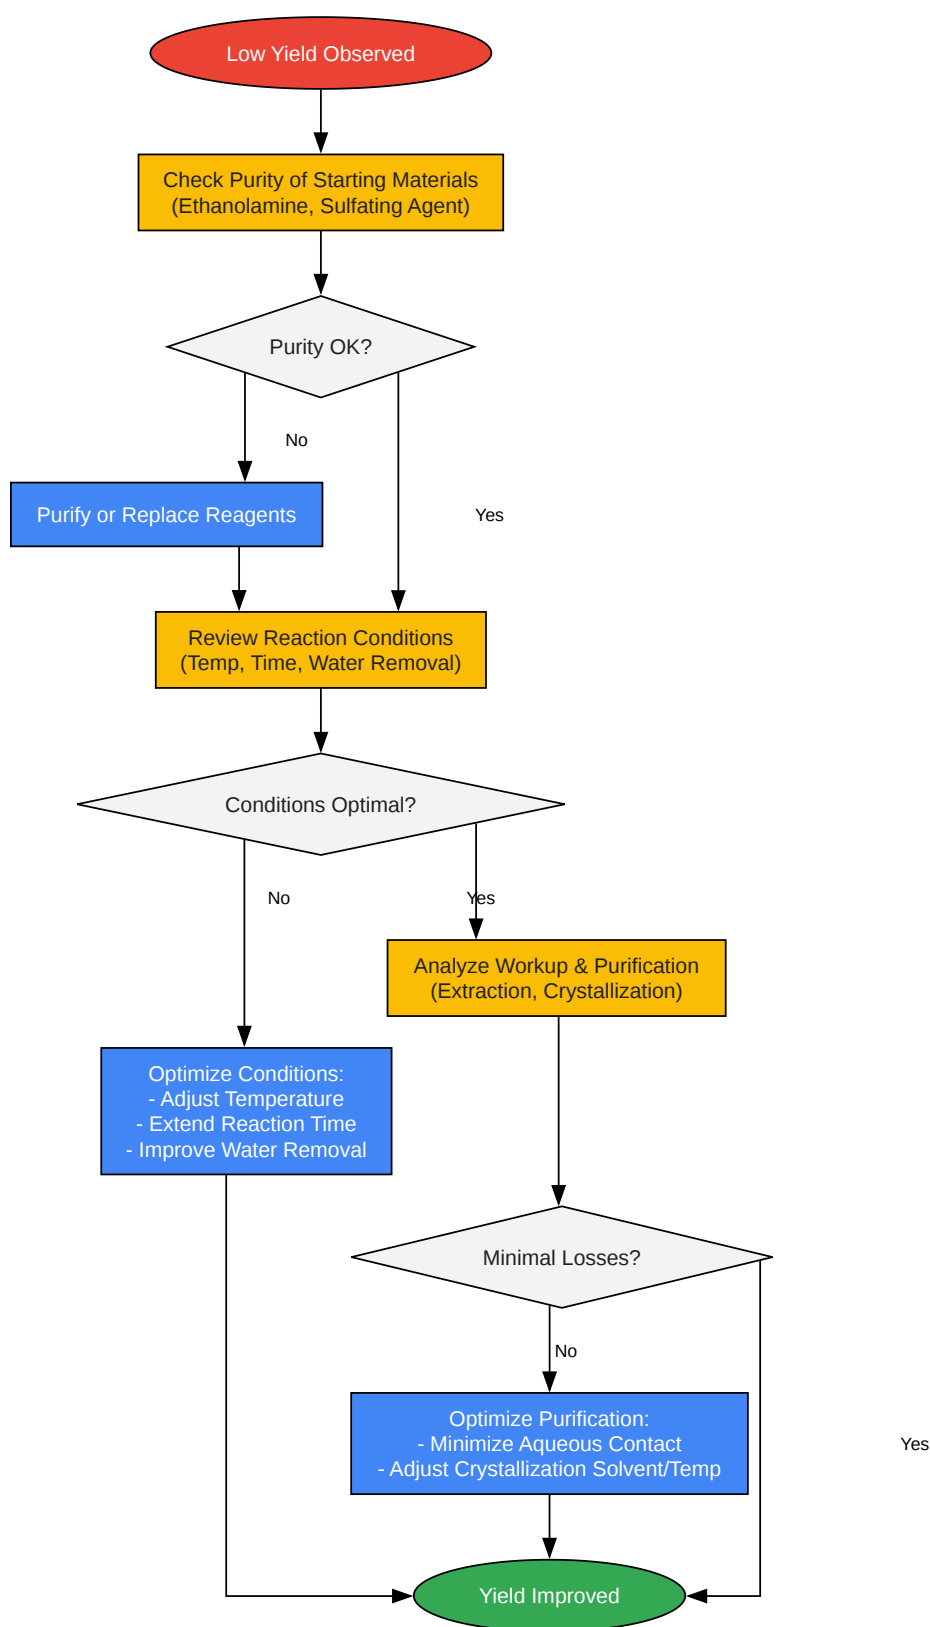 Low Yield Observed
Check Purity of Starting Materials
(Ethanolamine, Sulfating Agent)
Purity OK?
No
Yes
Purify or Replace Reagents
Review Reaction Conditions
(Temp, Time, Water Removal)
Conditions Optimal?
No
Yes
Analyze Workup & Purification
(Extraction, Crystallization)
Optimize Conditions:
- Adjust Temperature
- Extend Reaction Time
- Improve Water Removal
Minimal Losses?
No
Yes
Optimize Purification:
- Minimize Aqueous Contact
- Adjust Crystallization Solvent/Temp
Yield Improved